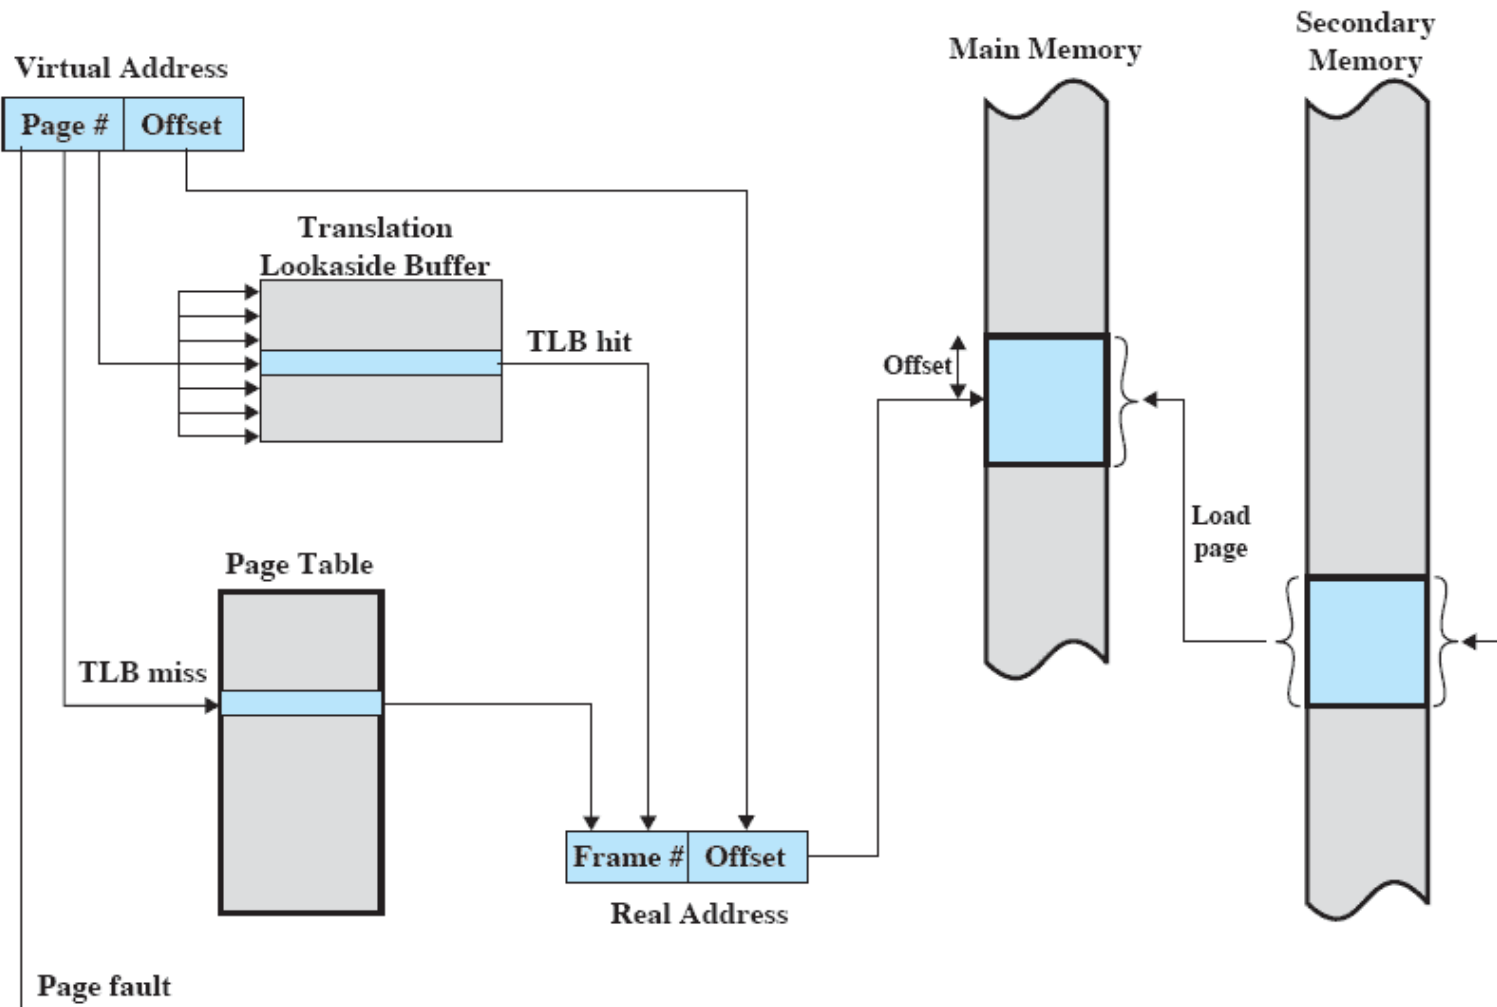 Virtual Address
Page #
Offset
Translation
Lookaside Buffer
TLB hit
Page Table
TLB miss
Frame #
Offset
Real Address
Page fault
Main Memory
Offset
Load
page
Secondary
Memory